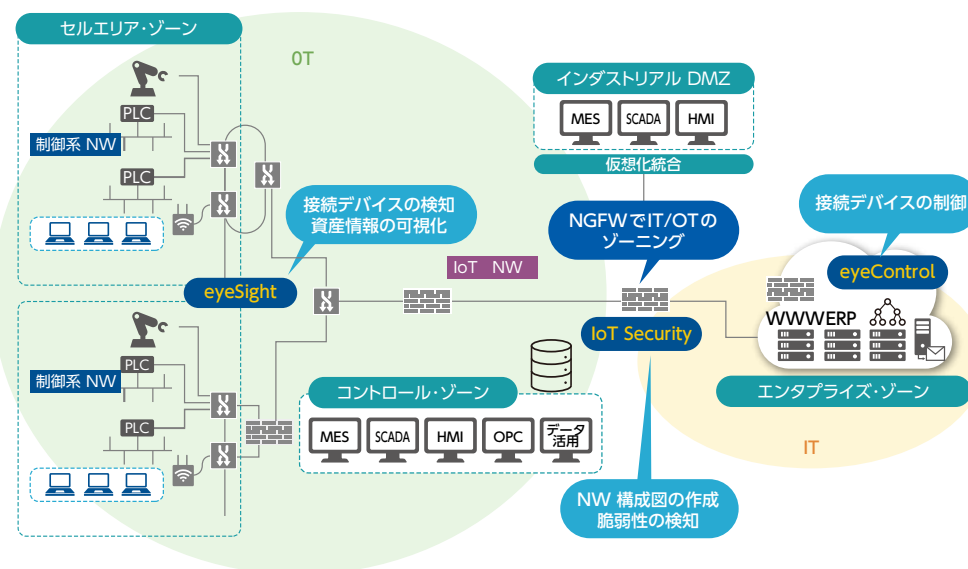 セルエリア・ゾーン
OT
PLC
制御系 NW
PLC
接続デバイスの検知
資産情報の可視化
eyeSight
インダストリアル DMZ
MES
SCADA
HMI
仮想化統合
NGFWでIT/OTの
ゾーニング
接続デバイスの制御
eyeControl
IoT NW
IoT Security
WWW
ERP
エンタプライズ・ゾーン
IT
PLC
制御系 NW
PLC
コントロール・ゾーン
MES
SCADA
HMI
OPC
データ
活用
NW 構成図の作成
脆弱性の検知